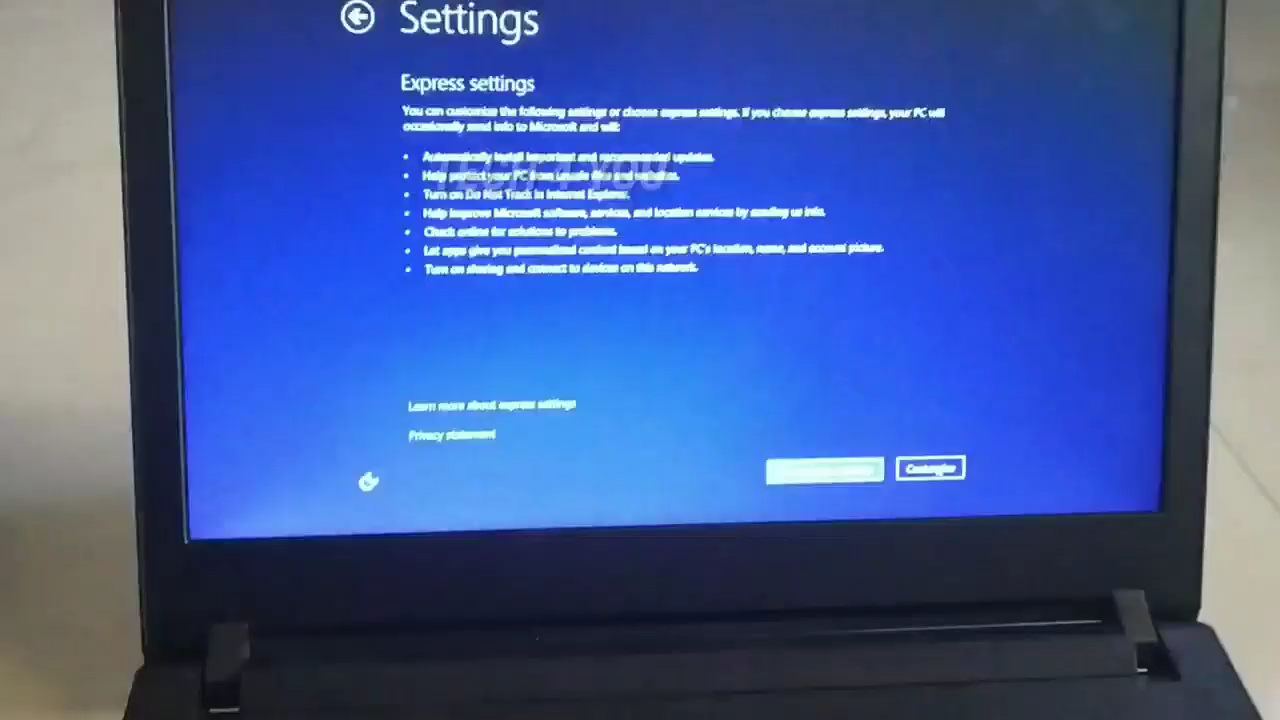 Settings
Express settings
You can customize the following settings or choose express settings. If you choose express settings, your PC will
occasionally send info to Microsoft and will:
Automatically install important and recommended updates.
Help protect your PC from unsafe files and websites.
Turn on Do Not Track in Internet Explorer.
Help improve Microsoft software, services, and location services by sending us info.
Check online for solutions to problems.
Let apps give you personalized content based on your PC's location, name, and account picture.
Turn on sharing and connect to devices on this network.
TECH 4 YOU
Learn more about express settings
Privacy statement
Customize